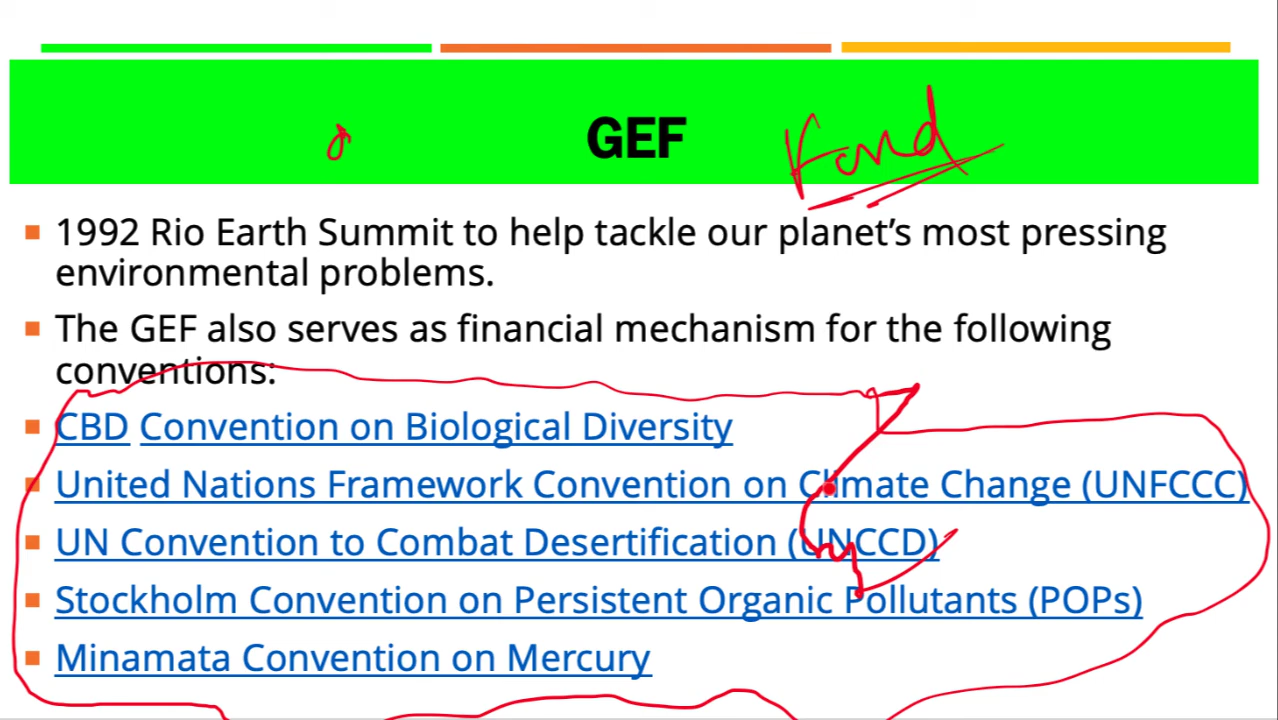 GEF Fund
1992 Rio Earth Summit to help tackle our planet's most pressing
environmental problems.
The GEF also serves as financial mechanism for the following
conventions:
CBD Convention on Biological Diversity
United Nations Framework Convention on Climate Change (UNFCCC)
UN Convention to Combat Desertification (UNCCD)
Stockholm Convention on Persistent Organic Pollutants (POPs)
Minamata Convention on Mercury